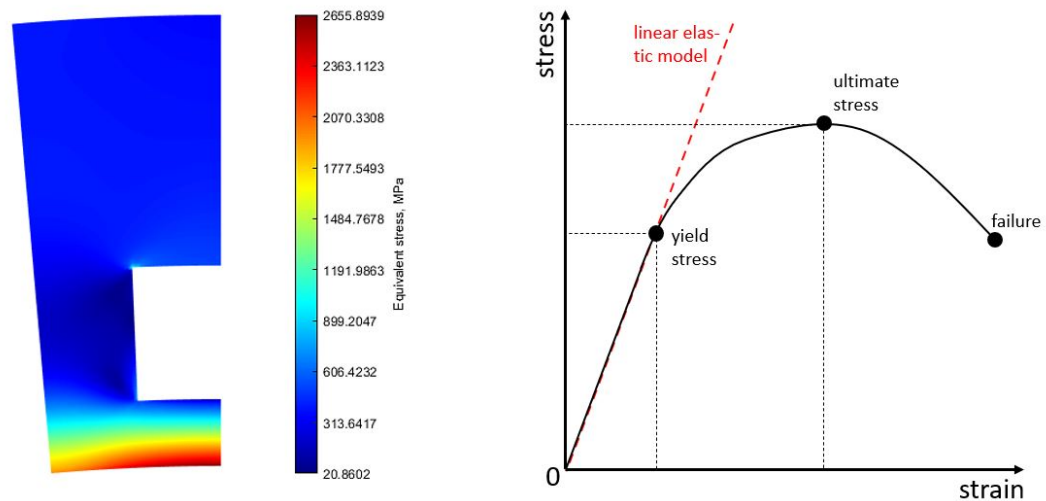 2655.8939
2363.1123
2070.3308
1777.5493
1484.7678
1191.9863
899.2047
606.4232
313.6417
20.8602
Equivalent stress, MPa
stress
linear elas-
tic model
ultimate
stress
yield
stress
failure
0
strain